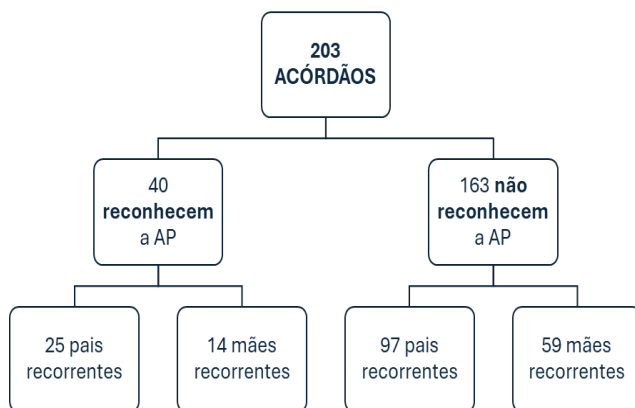 203
ACÓRDÃOS
40
reconhecem
a AP
163 não
reconhecem
a AP
25 pais
recorrentes
14 mães
recorrentes
97 pais
recorrentes
59 mães
recorrentes